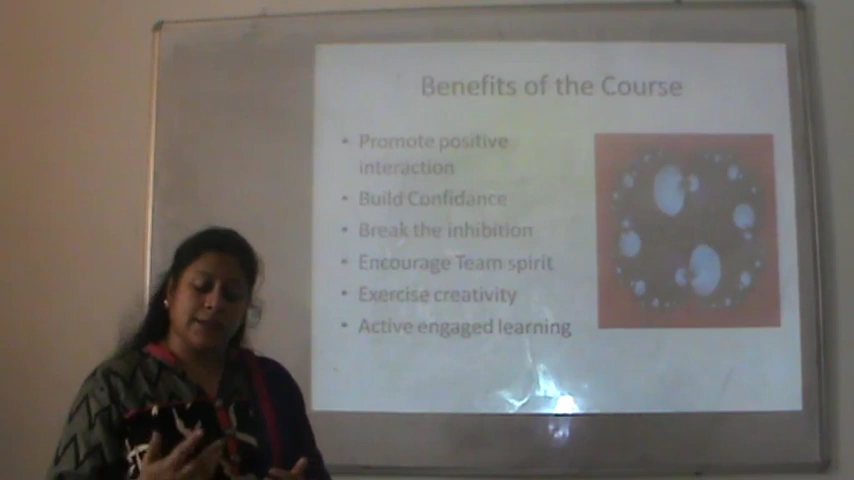 Benefits of the Course
• Promote positive
interaction
• Build Confidance
• Break the inhibition
• Encourage Team spirit
• Exercise creativity
• Active engaged learning